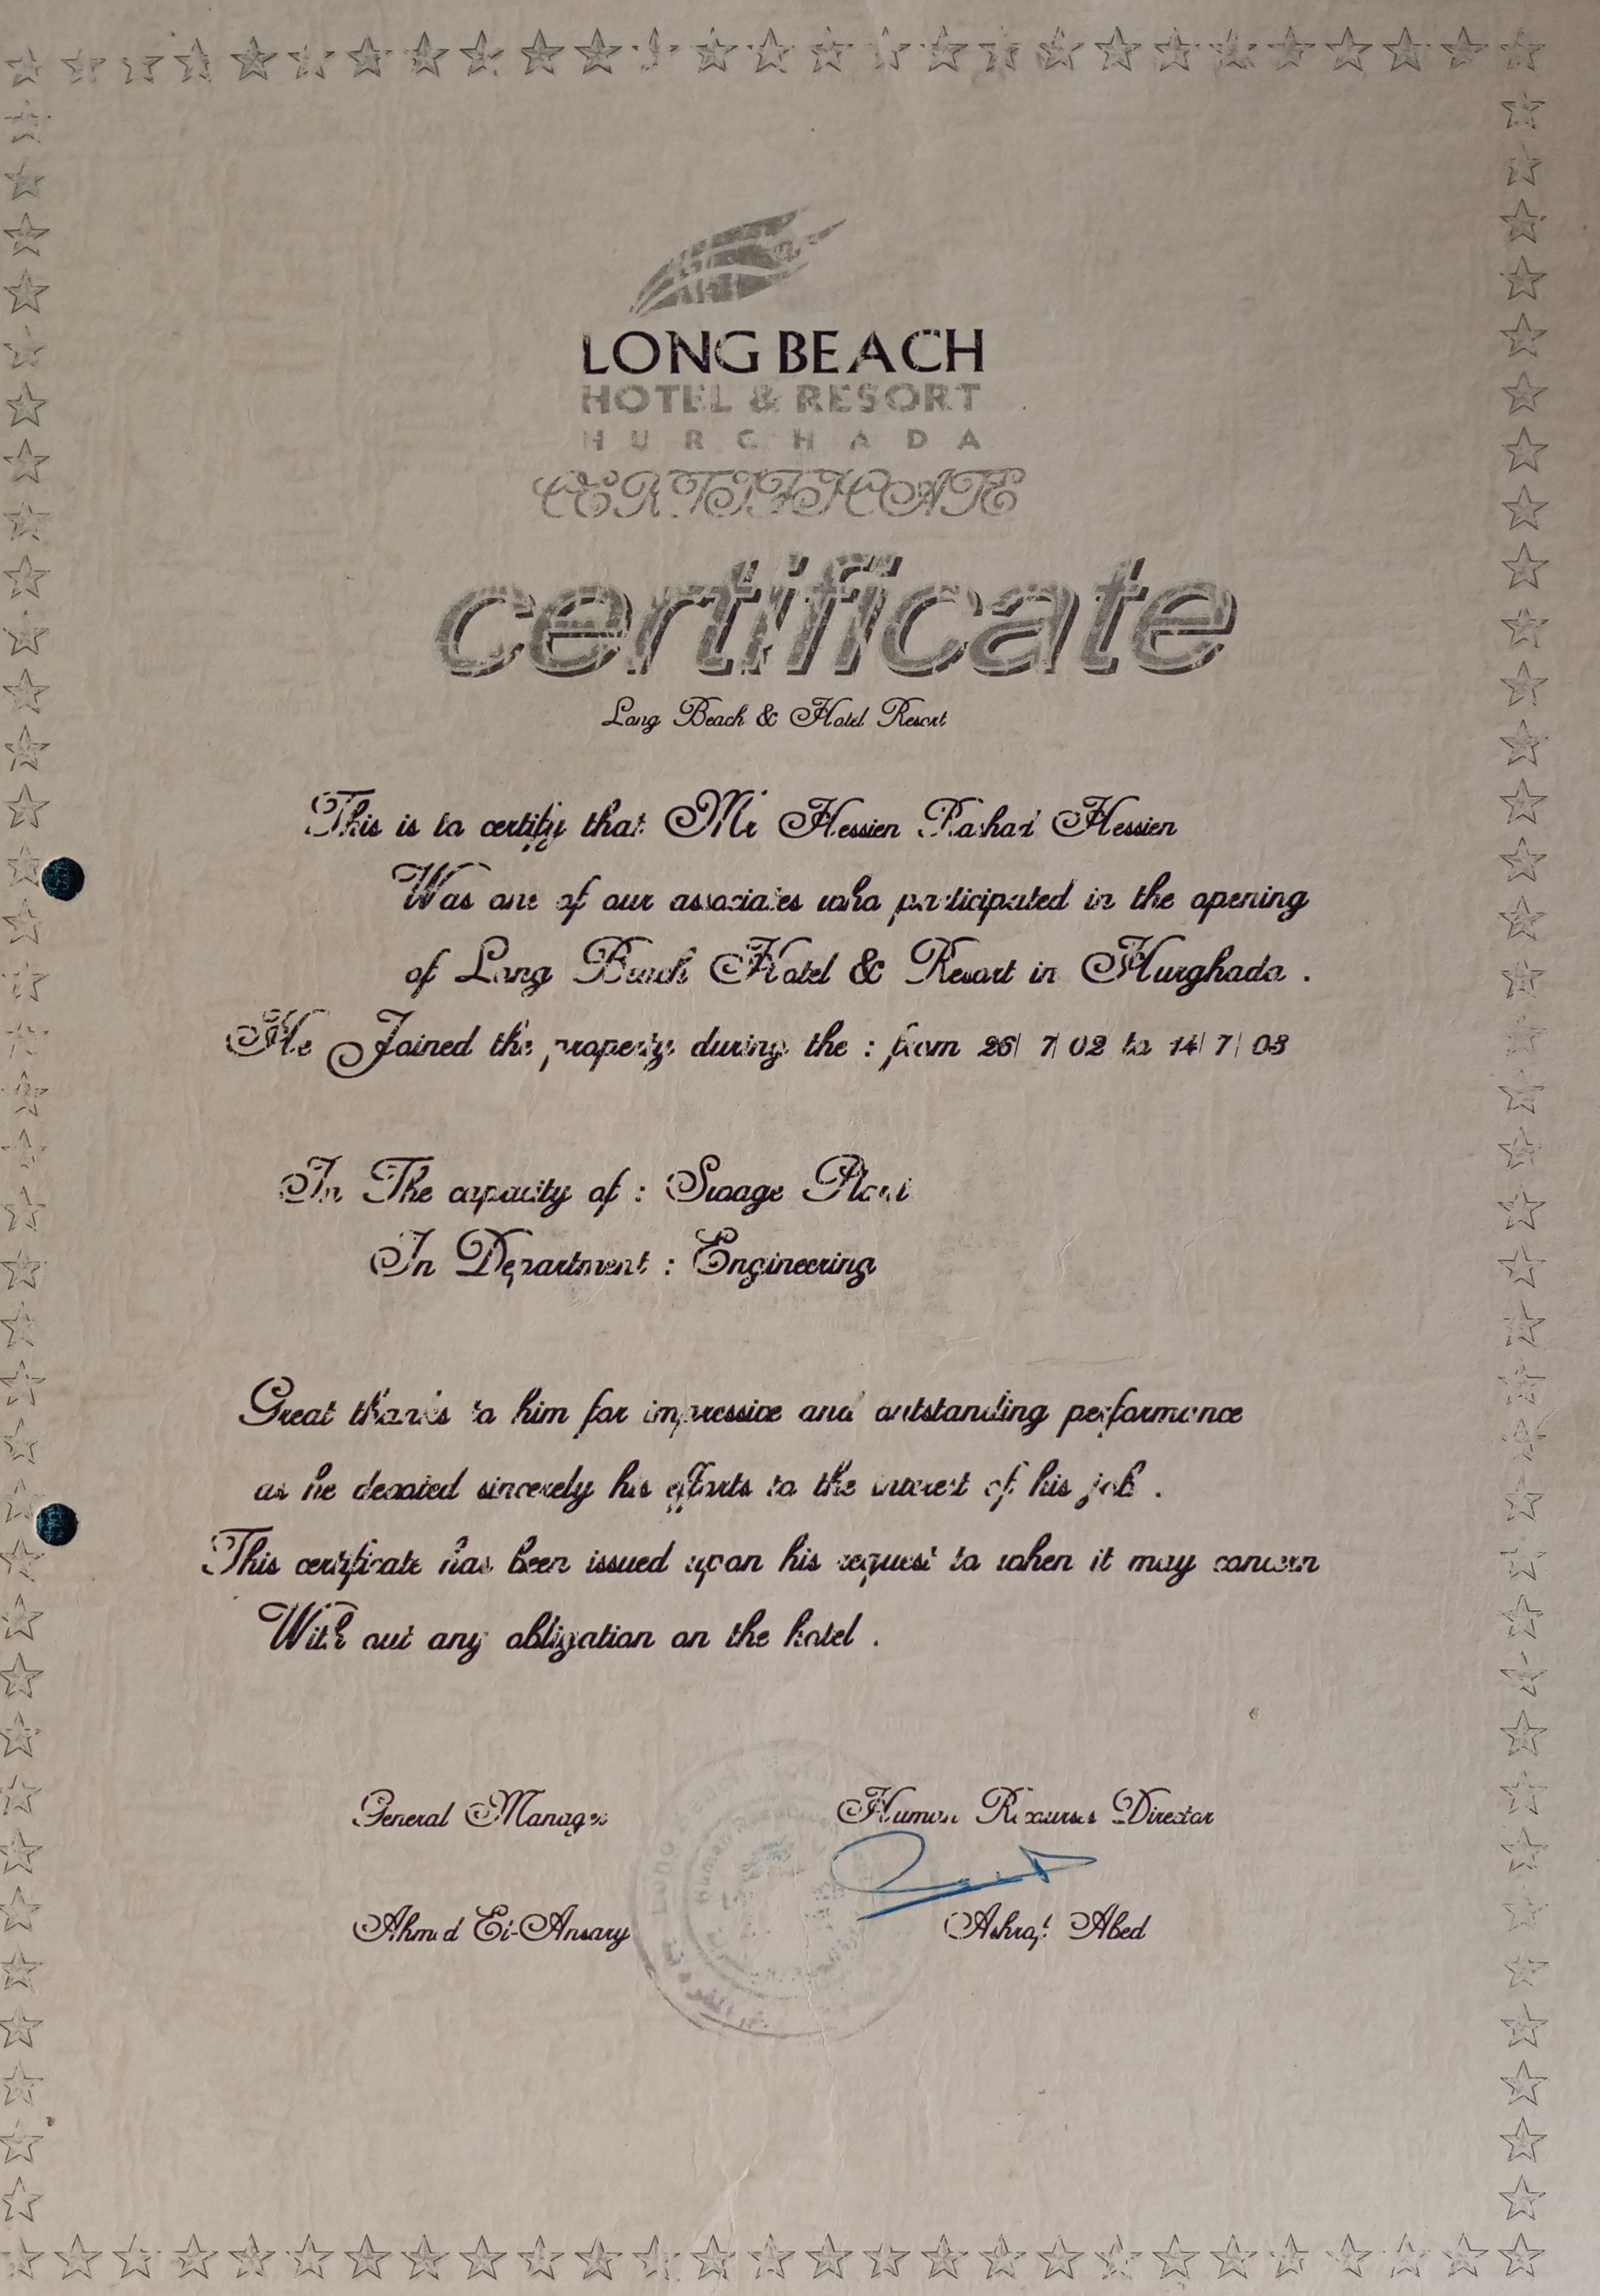 LONG BEACH
HOTEL & RESORT
HURGHADA
CERTIFICATE
certificate
Long Beach & Hotel Resort
This is to certify that Mr Hessien Rashad Hessien
Was one of our associates who participated in the opening
of Long Beach Hotel & Resort in Hurghada .
He Joined the property during the : from 26/ 7/ 02 to 14/ 7/ 03
In The capacity of : Swage Plant
In Department : Engineering
Great thanks to him for impressive and outstanding performance
as he devoted sincerely his efforts to the interest of his job .
This certificate has been issued upon his request to when it may concern
With out any obligation on the hotel .
General Manager
Human Recourses Director
Ahmed El-Ansary
Ashraf Abed
Long
Human